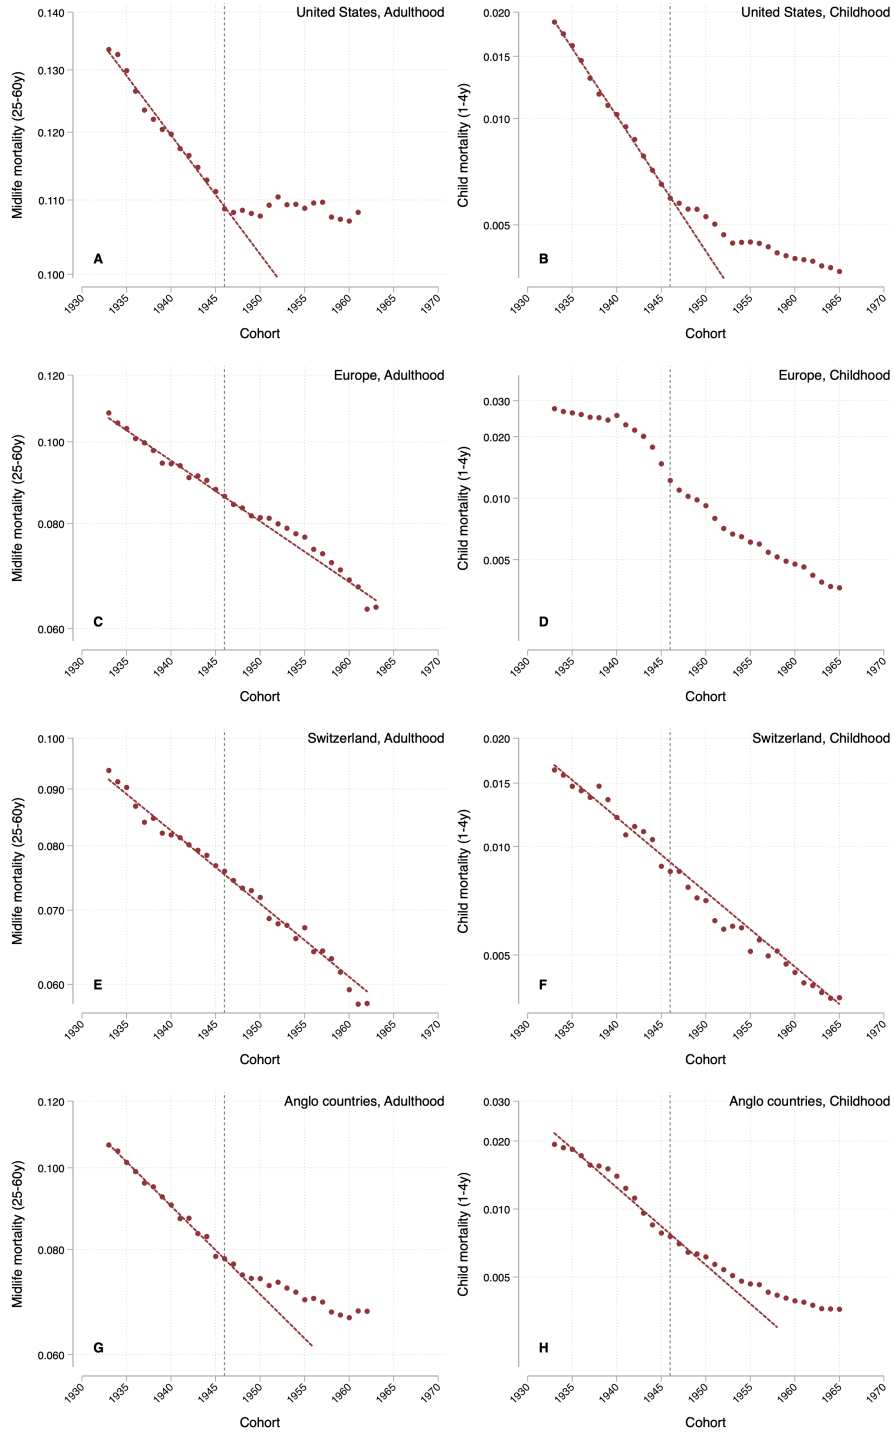 United States, Adulthood
Midlife mortality (25-60y)
0.140
0.130
0.120
0.110
0.100
A
1930 1935 1940 1945 1950 1955 1960 1965 1970
Cohort
United States, Childhood
Child mortality (1-4y)
0.020
0.015
0.010
0.005
B
1930 1935 1940 1945 1950 1955 1960 1965 1970
Cohort
Europe, Adulthood
Midlife mortality (25-60y)
0.120
0.100
0.080
0.060
C
1930 1935 1940 1945 1950 1955 1960 1965 1970
Cohort
Europe, Childhood
Child mortality (1-4y)
0.030
0.020
0.010
0.005
D
1930 1935 1940 1945 1950 1955 1960 1965 1970
Cohort
Switzerland, Adulthood
Midlife mortality (25-60y)
0.100
0.090
0.080
0.070
0.060
E
1930 1935 1940 1945 1950 1955 1960 1965 1970
Cohort
Switzerland, Childhood
Child mortality (1-4y)
0.020
0.015
0.010
0.005
F
1930 1935 1940 1945 1950 1955 1960 1965 1970
Cohort
Anglo countries, Adulthood
Midlife mortality (25-60y)
0.120
0.100
0.080
0.060
G
1930 1935 1940 1945 1950 1955 1960 1965 1970
Cohort
Anglo countries, Childhood
Child mortality (1-4y)
0.030
0.020
0.010
0.005
H
1930 1935 1940 1945 1950 1955 1960 1965 1970
Cohort